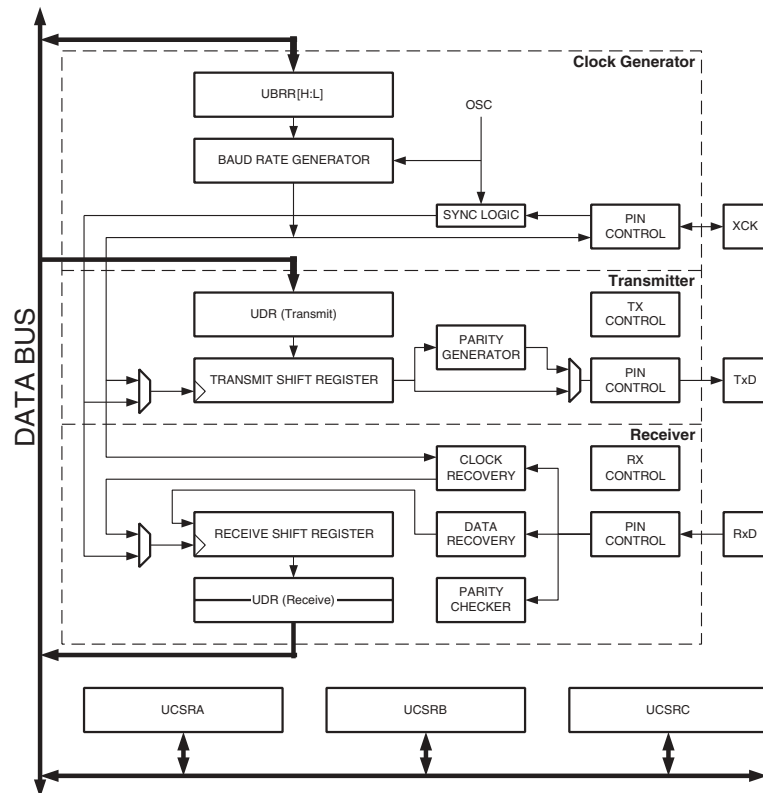 Clock Generator
UBRR[H:L]
OSC
BAUD RATE GENERATOR
SYNC LOGIC
PIN
CONTROL
XCK
Transmitter
UDR (Transmit)
TX
CONTROL
PARITY
GENERATOR
TRANSMIT SHIFT REGISTER
PIN
CONTROL
TxD
DATA BUS
Receiver
CLOCK
RECOVERY
RX
CONTROL
RECEIVE SHIFT REGISTER
DATA
RECOVERY
PIN
CONTROL
RxD
UDR (Receive)
PARITY
CHECKER
UCSRA
UCSRB
UCSRC